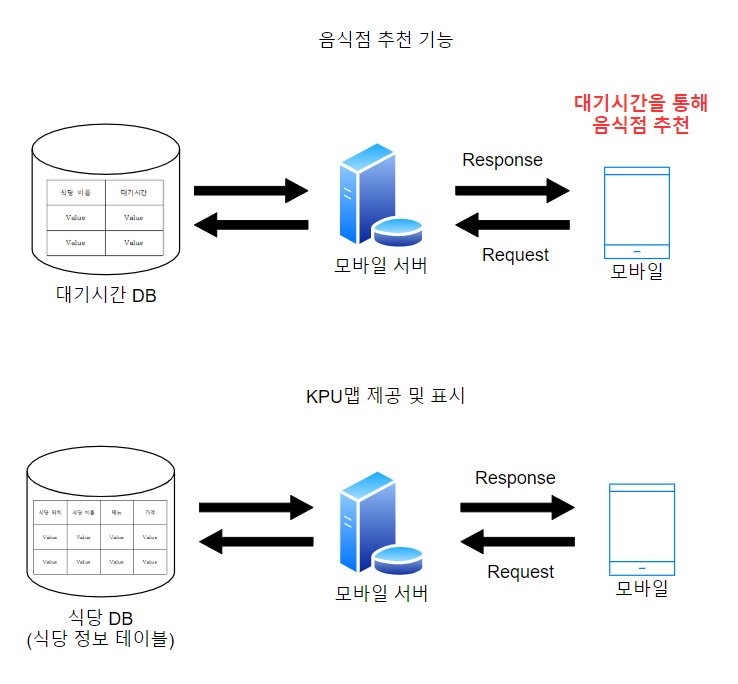 음식점 추천 기능
대기시간을 통해
음식점 추천
Response
식당 이름 대기시간
Value Value
Value Value
Request
모바일 서버
모바일
대기시간 DB
KPU맵 제공 및 표시
Response
식당 위치 식당 이름 메뉴 가격
Value Value Value Value
Value Value Value Value
Request
모바일 서버
모바일
식당 DB
(식당 정보 테이블)